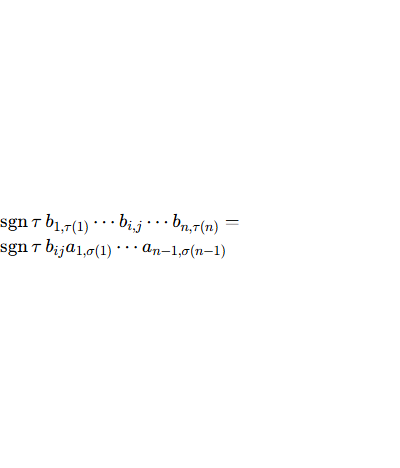 sgn τ b_{1,τ(1)} ⋯ b_{i,j} ⋯ b_{n,τ(n)} =
sgn τ b_{ij}a_{1,σ(1)} ⋯ a_{n−1,σ(n−1)}